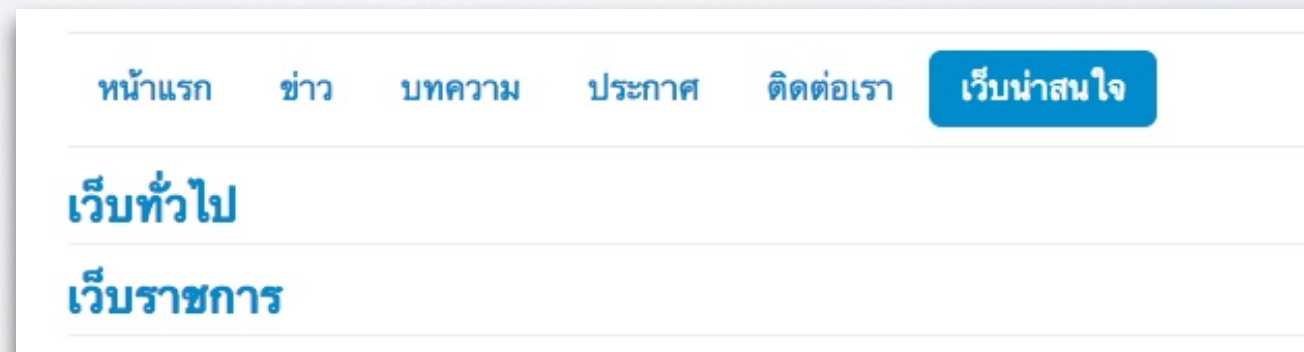 หน้าแรก ข่าว บทความ ประกาศ ติดต่อเรา เว็บน่าสนใจ
เว็บทั่วไป
เว็บราชการ